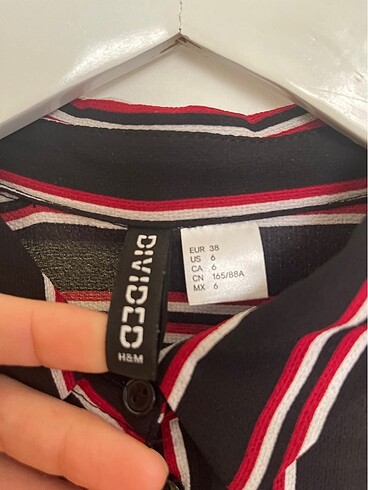 DIVIDED
H&M
EUR 38
US 6
CA 6
CN 165/88A
MX 6